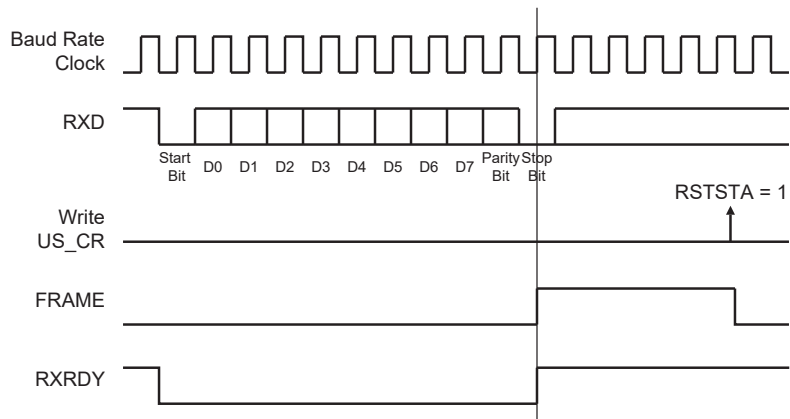 Baud Rate
Clock
RXD
Start
Bit
D0 D1 D2 D3 D4 D5 D6 D7
Parity
Bit
Stop
Bit
RSTSTA = 1
Write
US_CR
FRAME
RXRDY